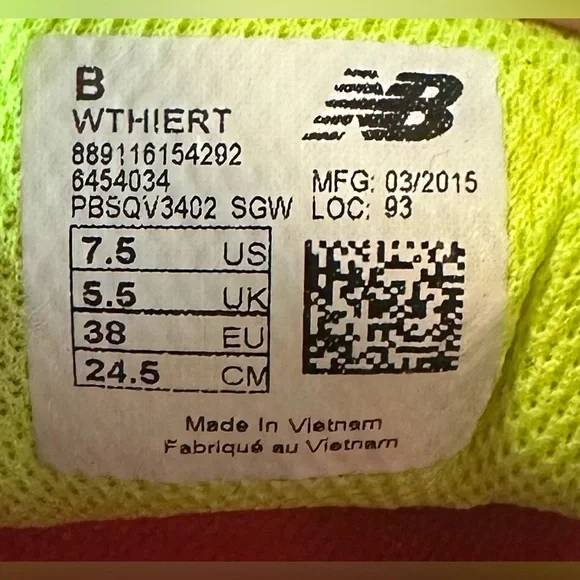 B
WTHIERT
889116154292
6454034
PBSQV3402 SGW
MFG: 03/2015
LOC: 93
7.5 US
5.5 UK
38 EU
24.5 CM
Made In Vietnam
Fabriqué au Vietnam